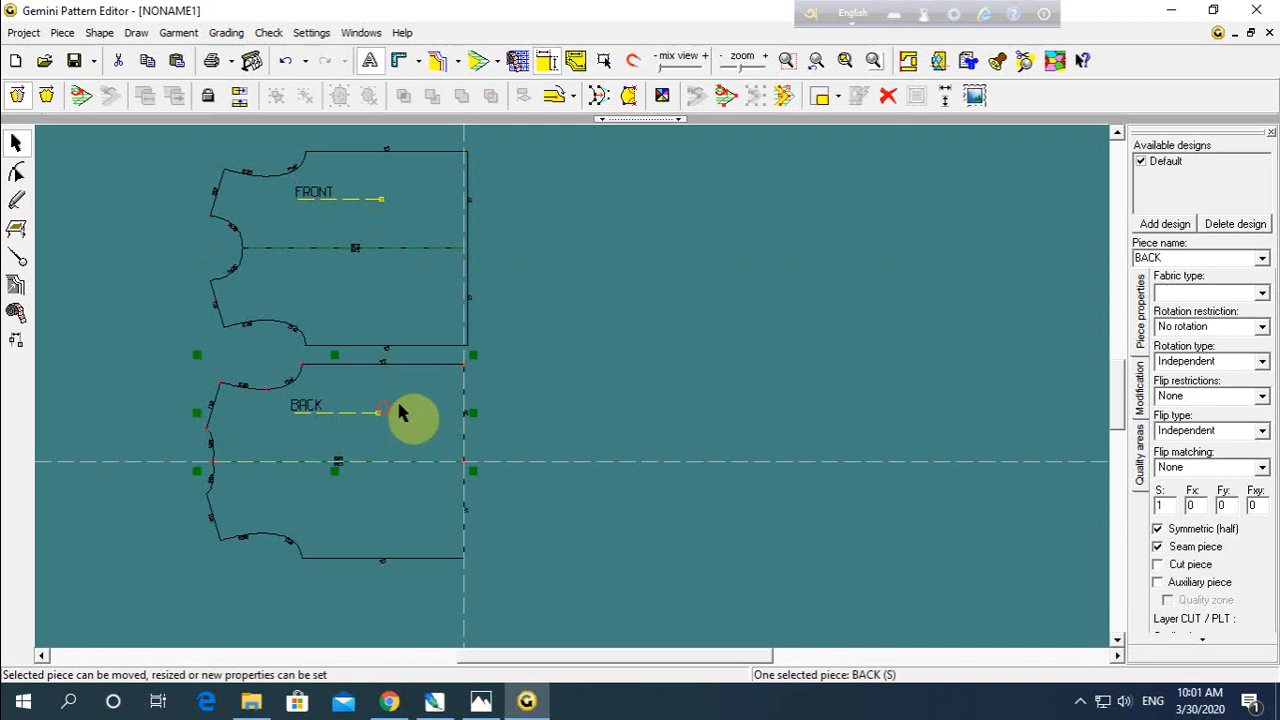 Gemini Pattern Editor - [NONAME1]
English
Project Piece Shape Draw Garment Grading Check Settings Windows Help
- mix view +
- zoom +
FRONT
BACK
Available designs
Default
Add design Delete design
Piece name:
BACK
Fabric type:
Rotation restriction:
No rotation
Rotation type:
Independent
Flip restrictions:
None
Flip type:
Independent
Flip matching:
None
S: Fx: Fy: Fxy:
1 0 0 0
Symmetric (half)
Seam piece
Cut piece
Auxiliary piece
Quality zone
Layer CUT / PLT :
Piece properties
Modification
Quality areas
Selected piece can be moved, resized or new properties can be set
One selected piece: BACK (S)
ENG
10:01 AM
3/30/2020